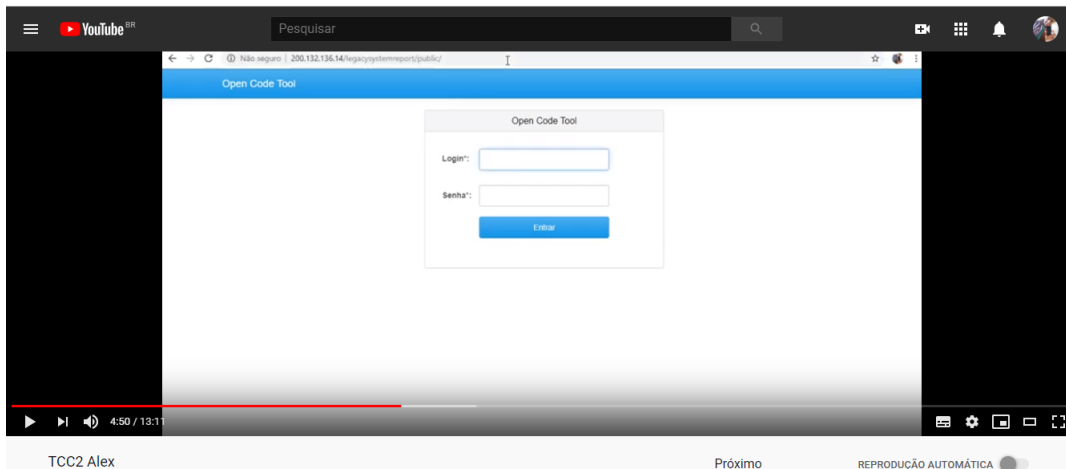 YouTube BR
Pesquisar
Não seguro | 200.132.136.14/legacysystemreport/public/
Open Code Tool
Open Code Tool
Login*:
Senha*:
Entrar
4:50 / 13:11
TCC2 Alex
Próximo
REPRODUÇÃO AUTOMÁTICA